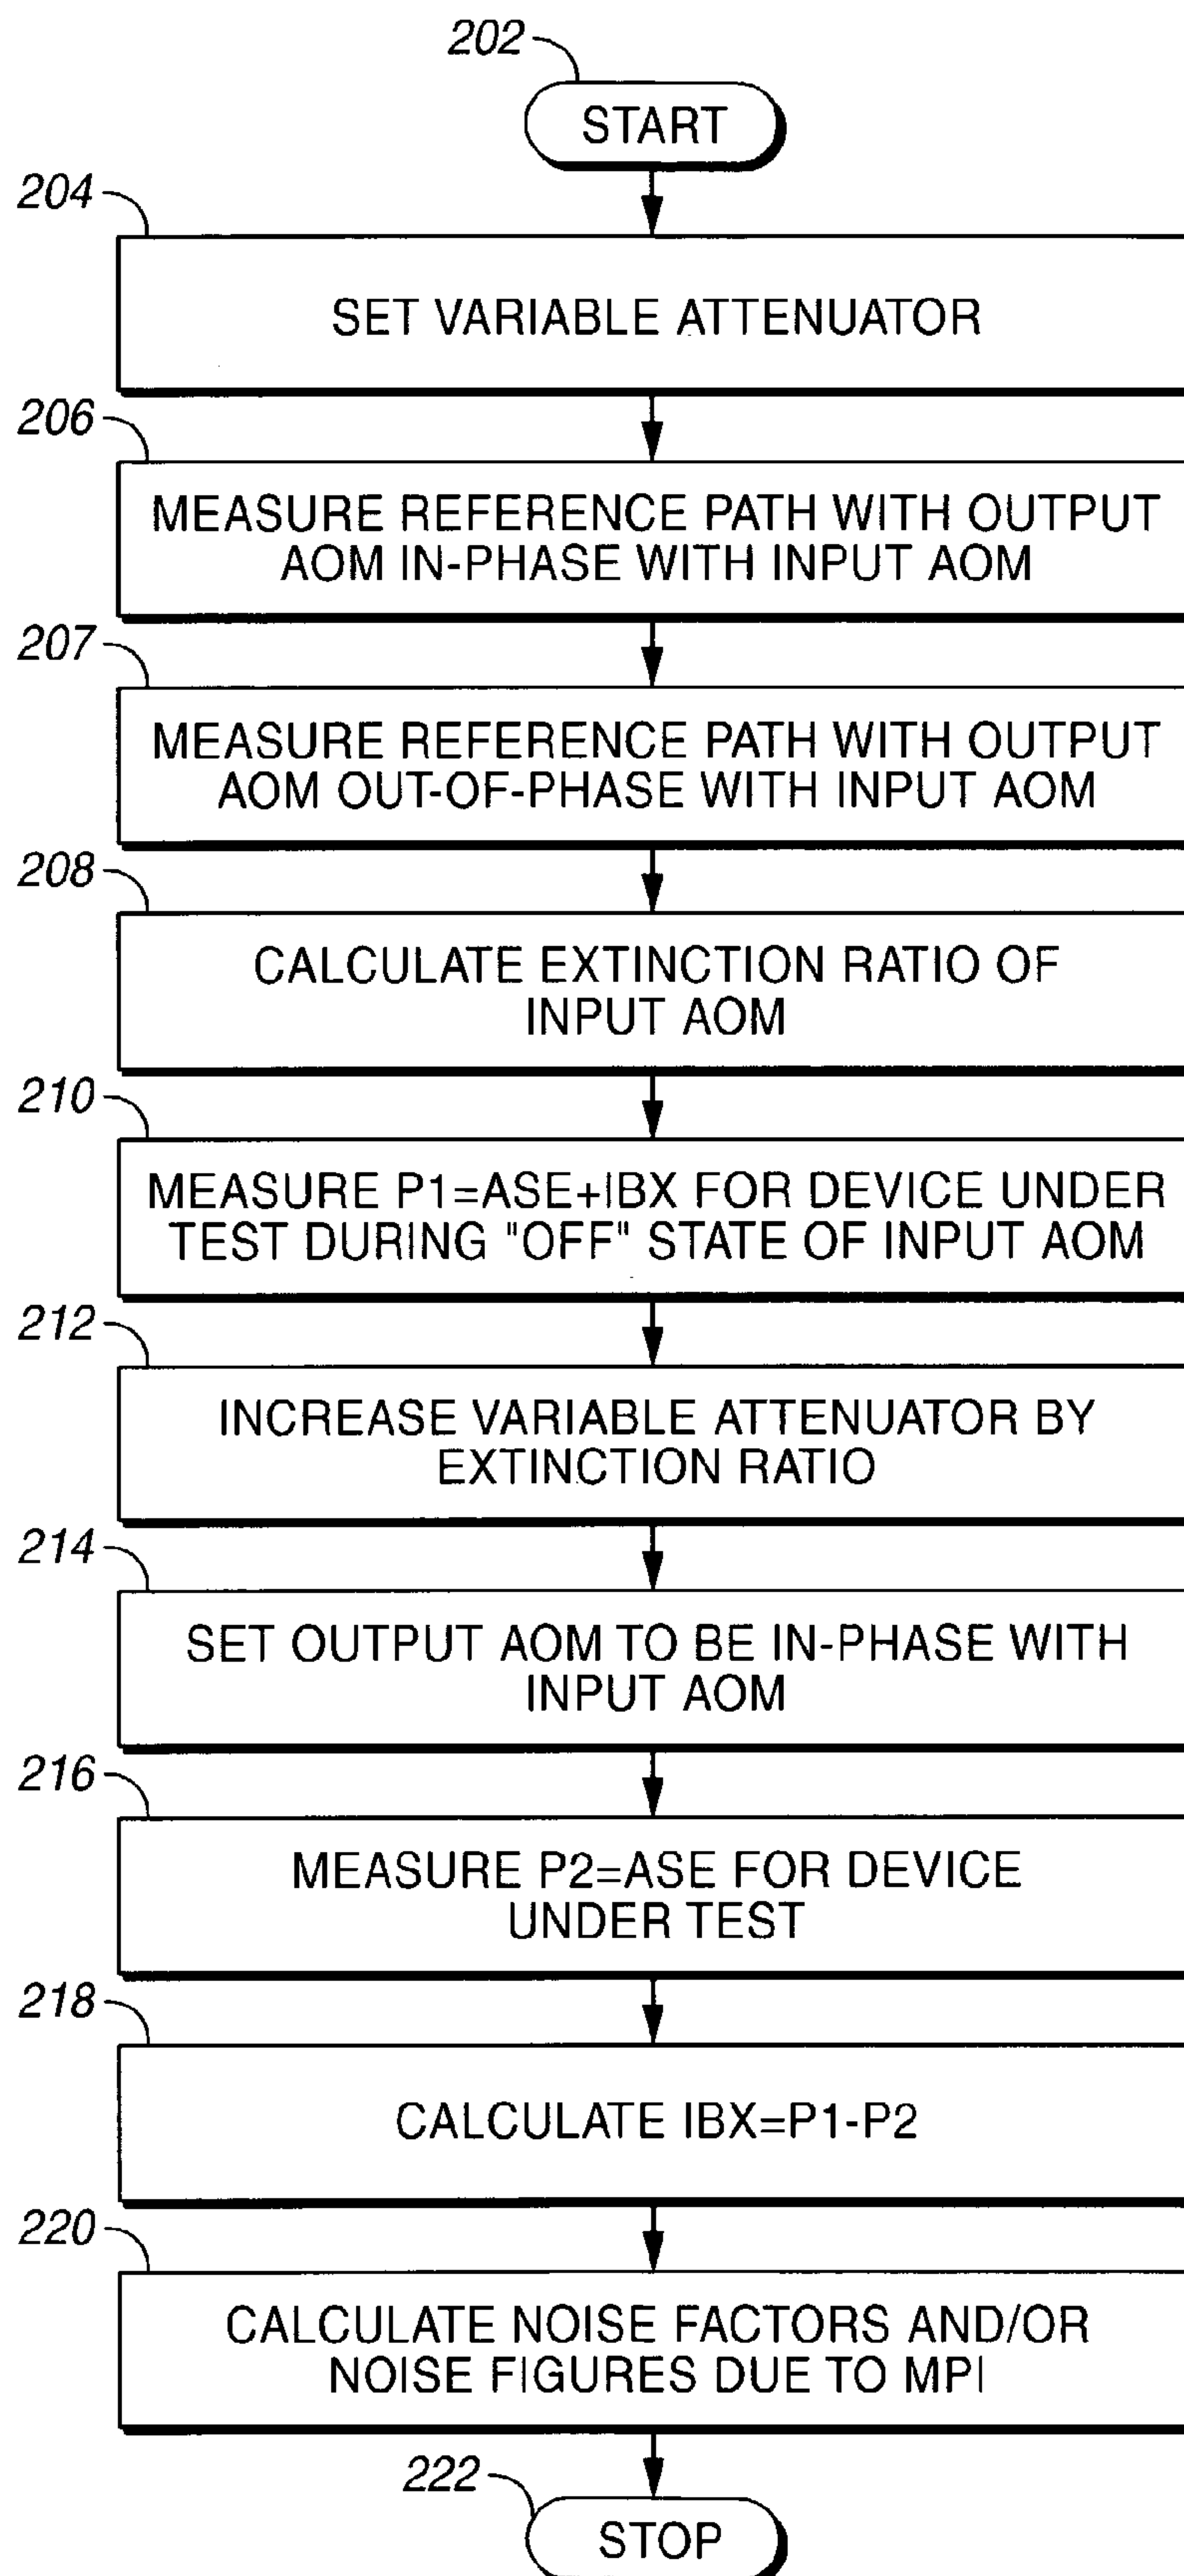 202
START
204
SET VARIABLE ATTENUATOR
206
MEASURE REFERENCE PATH WITH OUTPUT
AOM IN-PHASE WITH INPUT AOM
207
MEASURE REFERENCE PATH WITH OUTPUT
AOM OUT-OF-PHASE WITH INPUT AOM
208
CALCULATE EXTINCTION RATIO OF
INPUT AOM
210
MEASURE P1=ASE+IBX FOR DEVICE UNDER
TEST DURING "OFF" STATE OF INPUT AOM
212
INCREASE VARIABLE ATTENUATOR BY
EXTINCTION RATIO
214
SET OUTPUT AOM TO BE IN-PHASE WITH
INPUT AOM
216
MEASURE P2=ASE FOR DEVICE
UNDER TEST
218
CALCULATE IBX=P1-P2
220
CALCULATE NOISE FACTORS AND/OR
NOISE FIGURES DUE TO MPI
222
STOP